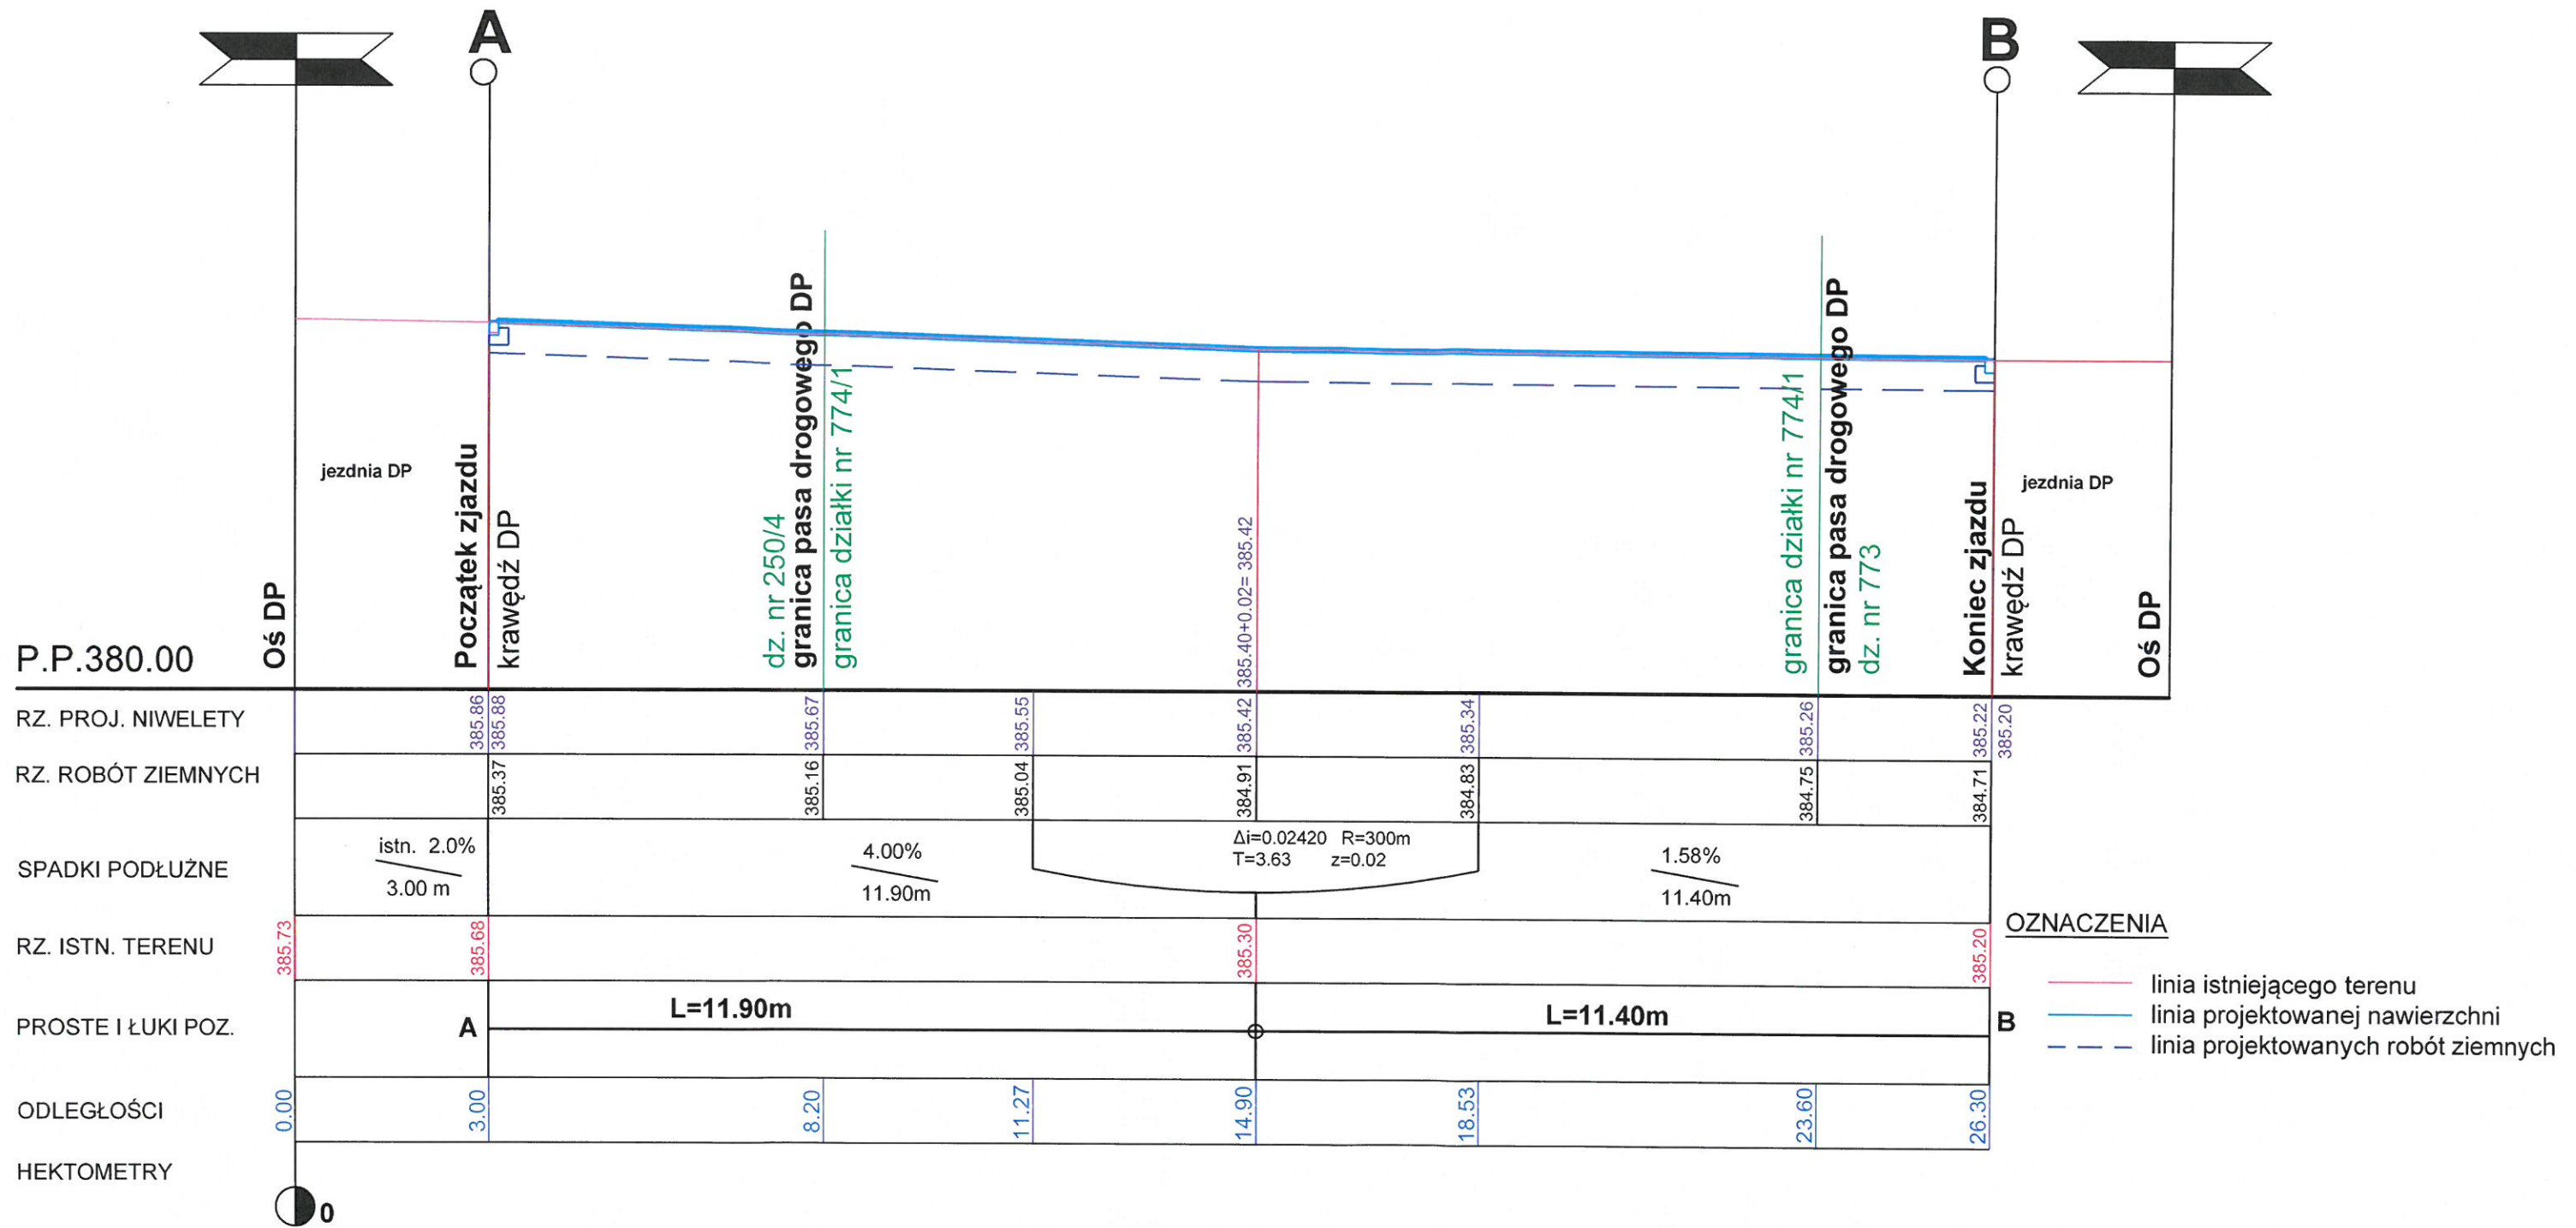 A
B
jezdnia DP
jezdnia DP
Oś DP
Początek zjazdu
krawędź DP
dz. nr 250/4
granica pasa drogowego DP
granica działki nr 774/1
385.40+0.02= 385.42
granica działki nr 774/1
granica pasa drogowego DP
dz. nr 773
Koniec zjazdu
krawędź DP
Oś DP
P.P.380.00
RZ. PROJ. NIWELETY
385.86
385.88
385.67
385.55
385.42
385.34
385.26
385.22
385.20
RZ. ROBÓT ZIEMNYCH
385.37
385.16
385.04
384.91
384.83
384.75
384.71
SPADKI PODŁUŻNE
istn. 2.0%
3.00 m
4.00%
11.90m
Δi=0.02420 R=300m
T=3.63 z=0.02
1.58%
11.40m
RZ. ISTN. TERENU
385.73
385.68
385.30
385.20
PROSTE I ŁUKI POZ.
A
L=11.90m
L=11.40m
B
ODLEGŁOŚCI
0.00
3.00
8.20
11.27
14.90
18.53
23.60
26.30
HEKTOMETRY
0
OZNACZENIA
linia istniejącego terenu
linia projektowanej nawierzchni
linia projektowanych robót ziemnych